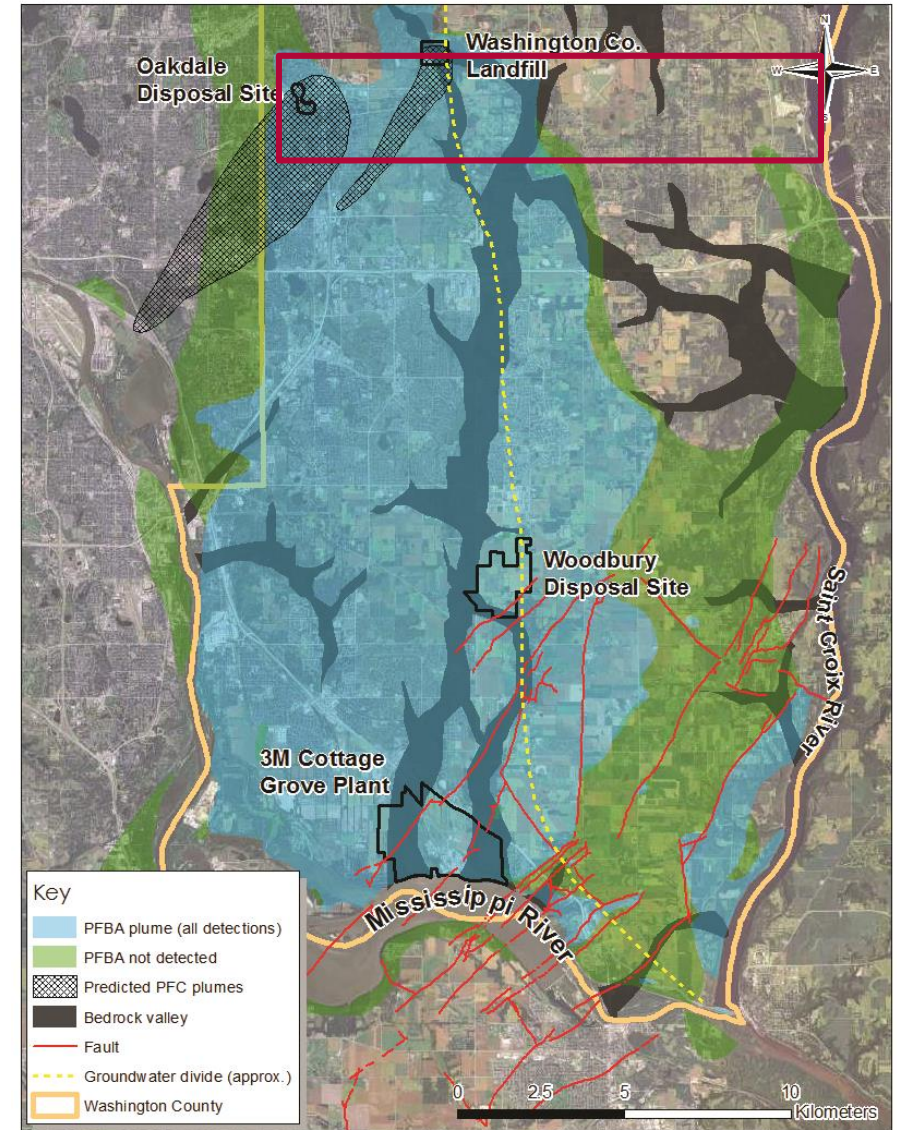 Washington Co.
Landfill
Oakdale
Disposal Site
N
W
E
S
Woodbury
Disposal Site
Saint Croix River
3M Cottage
Grove Plant
Mississippi River
Key
PFBA plume (all detections)
PFBA not detected
Predicted PFC plumes
Bedrock valley
Fault
Groundwater divide (approx.)
Washington County
0 2.5 5 10
Kilometers